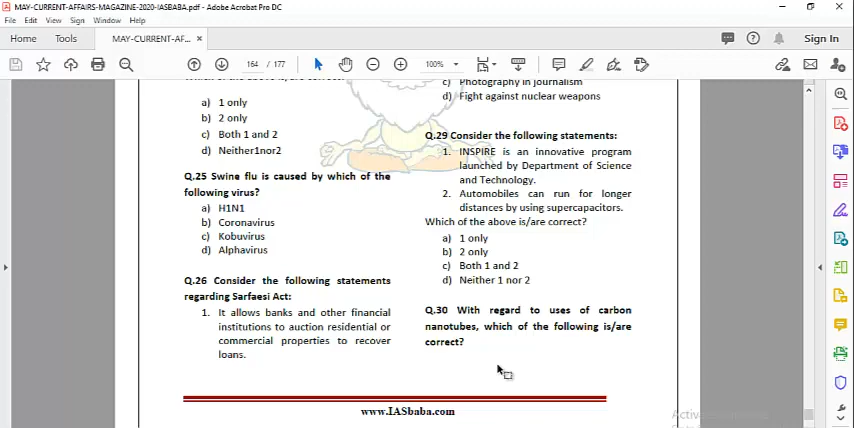 MAY-CURRENT-AFFAIRS-MAGAZINE-2020-IASBABA.pdf - Adobe Acrobat Pro DC
File Edit View Sign Window Help
Home Tools MAY-CURRENT-AF... × Sign In
164 / 177 100%
a) 1 only
b) 2 only
c) Both 1 and 2
d) Neither1nor2
Q.25 Swine flu is caused by which of the
following virus?
a) H1N1
b) Coronavirus
c) Kobuvirus
d) Alphavirus
Q.26 Consider the following statements
regarding Sarfaesi Act:
1. It allows banks and other financial
institutions to auction residential or
commercial properties to recover
loans.
c) Photography in journalism
d) Fight against nuclear weapons
Q.29 Consider the following statements:
1. INSPIRE is an innovative program
launched by Department of Science
and Technology.
2. Automobiles can run for longer
distances by using supercapacitors.
Which of the above is/are correct?
a) 1 only
b) 2 only
c) Both 1 and 2
d) Neither 1 nor 2
Q.30 With regard to uses of carbon
nanotubes, which of the following is/are
correct?
www.IASbaba.com